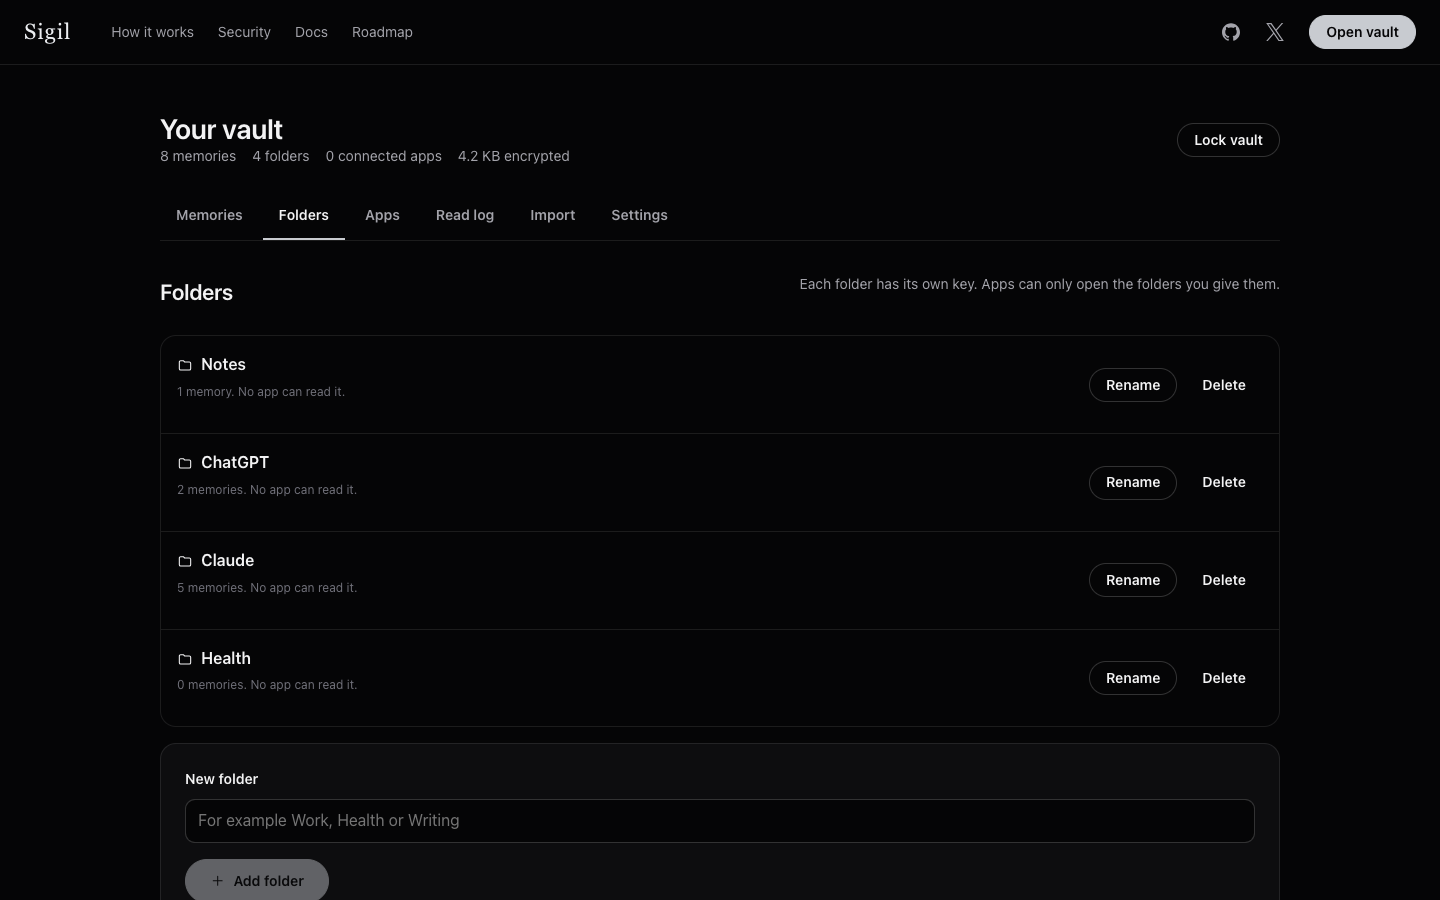 Sigil
How it works Security Docs Roadmap
Open vault
Your vault
8 memories 4 folders 0 connected apps 4.2 KB encrypted
Lock vault
Memories Folders Apps Read log Import Settings
Folders
Each folder has its own key. Apps can only open the folders you give them.
Notes
1 memory. No app can read it.
Rename Delete
ChatGPT
2 memories. No app can read it.
Rename Delete
Claude
5 memories. No app can read it.
Rename Delete
Health
0 memories. No app can read it.
Rename Delete
New folder
For example Work, Health or Writing
+ Add folder